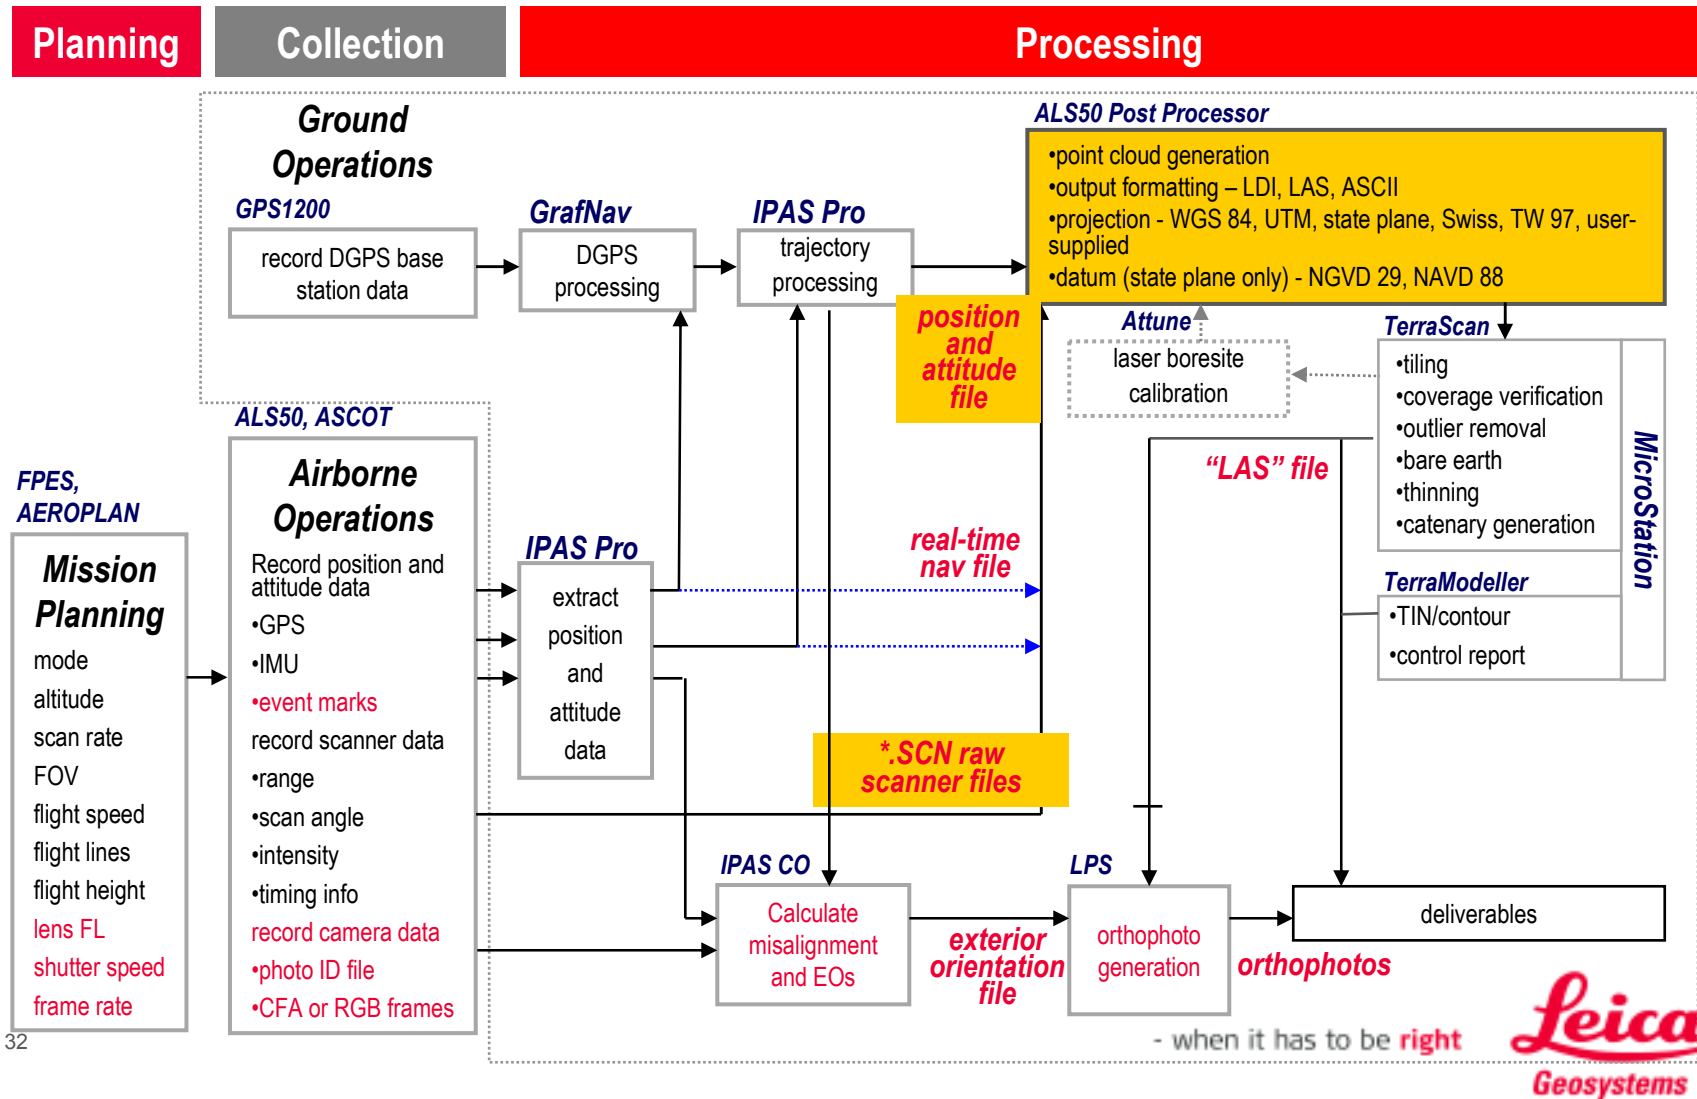 Planning
Collection
Processing
Ground
Operations
GPS1200
record DGPS base
station data
GrafNav
DGPS
processing
IPAS Pro
trajectory
processing
ALS50 Post Processor
•point cloud generation
•output formatting – LDI, LAS, ASCII
•projection - WGS 84, UTM, state plane, Swiss, TW 97, user-
supplied
•datum (state plane only) - NGVD 29, NAVD 88
position
and
attitude
file
Attune
laser boresite
calibration
TerraScan
•tiling
•coverage verification
•outlier removal
•bare earth
•thinning
•catenary generation
MicroStation
TerraModeller
•TIN/contour
•control report
"LAS" file
FPES,
AEROPLAN
Mission
Planning
mode
altitude
scan rate
FOV
flight speed
flight lines
flight height
lens FL
shutter speed
frame rate
ALS50, ASCOT
Airborne
Operations
Record position and
attitude data
•GPS
•IMU
•event marks
record scanner data
•range
•scan angle
•intensity
•timing info
record camera data
•photo ID file
•CFA or RGB frames
IPAS Pro
extract
position
and
attitude
data
real-time
nav file
*.SCN raw
scanner files
IPAS CO
Calculate
misalignment
and EOs
exterior
orientation
file
LPS
orthophoto
generation
orthophotos
deliverables
32
- when it has to be right
Leica
Geosystems